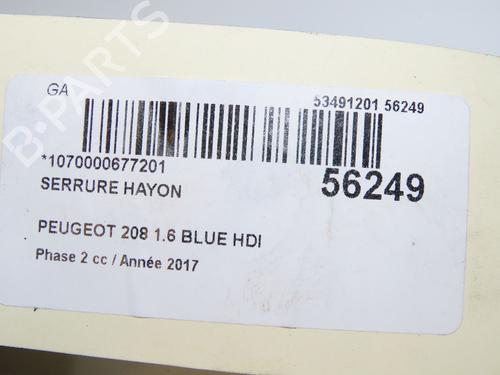 B-PARTS
GA
53491201 56249
*1070000677201
56249
SERRURE HAYON
PEUGEOT 208 1.6 BLUE HDI
Phase 2 cc / Année 2017